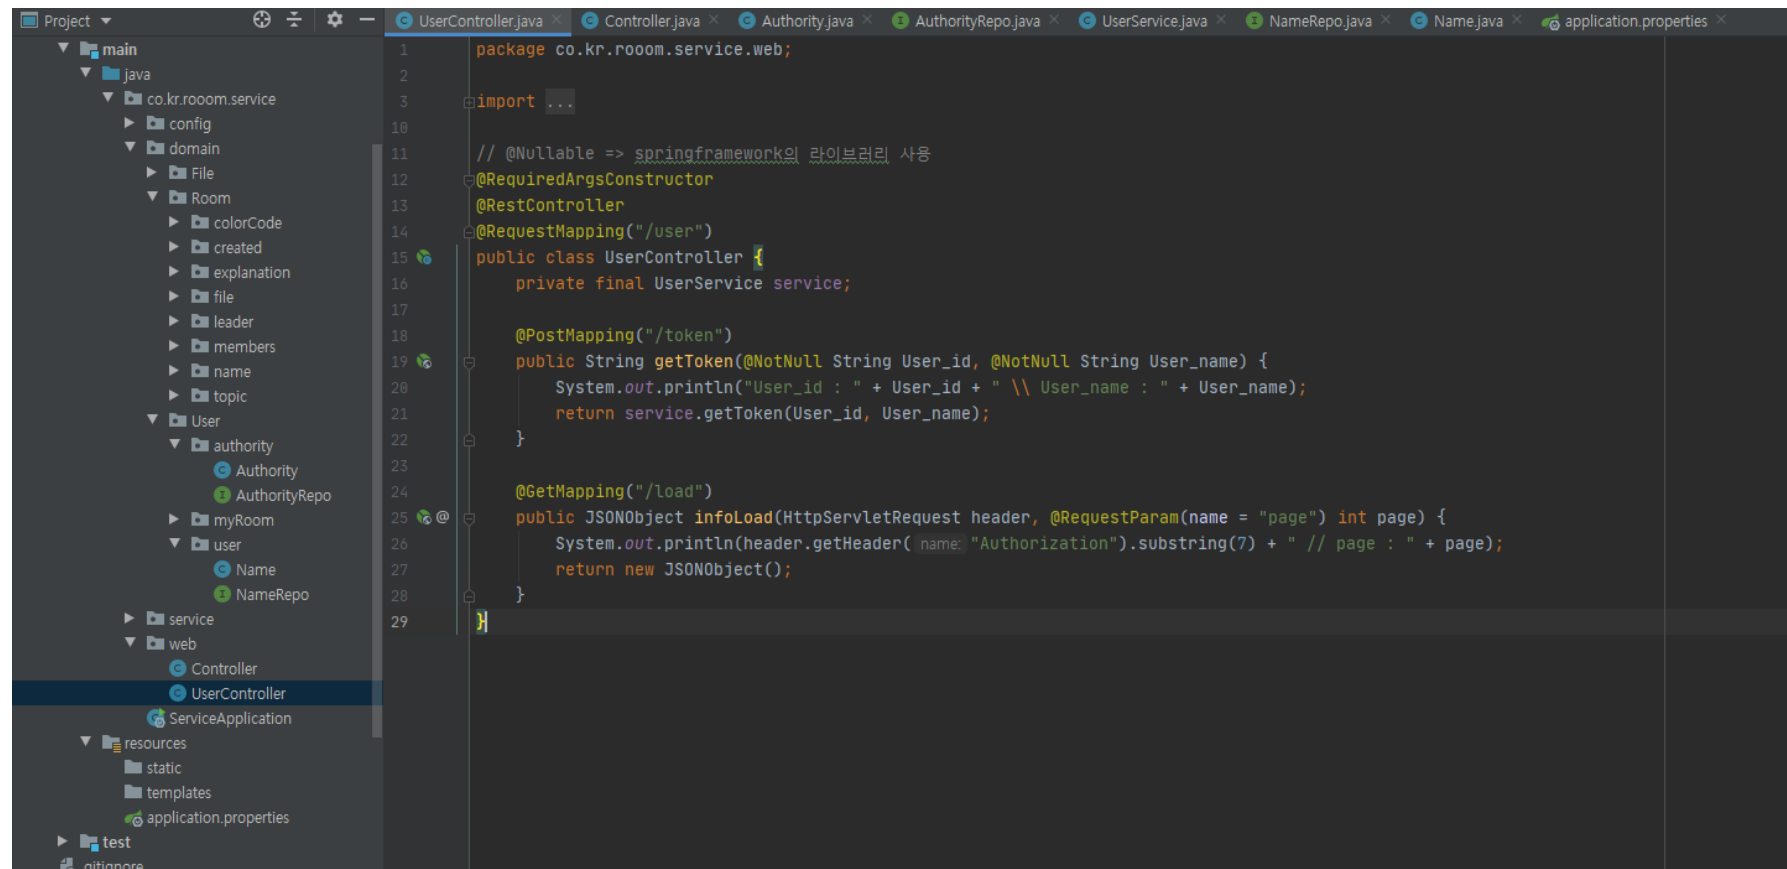 Project
UserController.java
Controller.java
Authority.java
AuthorityRepo.java
UserService.java
NameRepo.java
Name.java
application.properties
main
java
co.kr.rooom.service
config
domain
File
Room
colorCode
created
explanation
file
leader
members
name
topic
User
authority
Authority
AuthorityRepo
myRoom
user
Name
NameRepo
service
web
Controller
UserController
ServiceApplication
resources
static
templates
application.properties
test
.gitignore
1 package co.kr.rooom.service.web;
2
3 import ...
10
11 // @Nullable => springframework의 라이브러리 사용
12 @RequiredArgsConstructor
13 @RestController
14 @RequestMapping("/user")
15 public class UserController {
16 private final UserService service;
17
18 @PostMapping("/token")
19 public String getToken(@NotNull String User_id, @NotNull String User_name) {
20 System.out.println("User_id : " + User_id + " \\ User_name : " + User_name);
21 return service.getToken(User_id, User_name);
22 }
23
24 @GetMapping("/load")
25 @ public JSONObject infoLoad(HttpServletRequest header, @RequestParam(name = "page") int page) {
26 System.out.println(header.getHeader( name: "Authorization").substring(7) + " // page : " + page);
27 return new JSONObject();
28 }
29 }